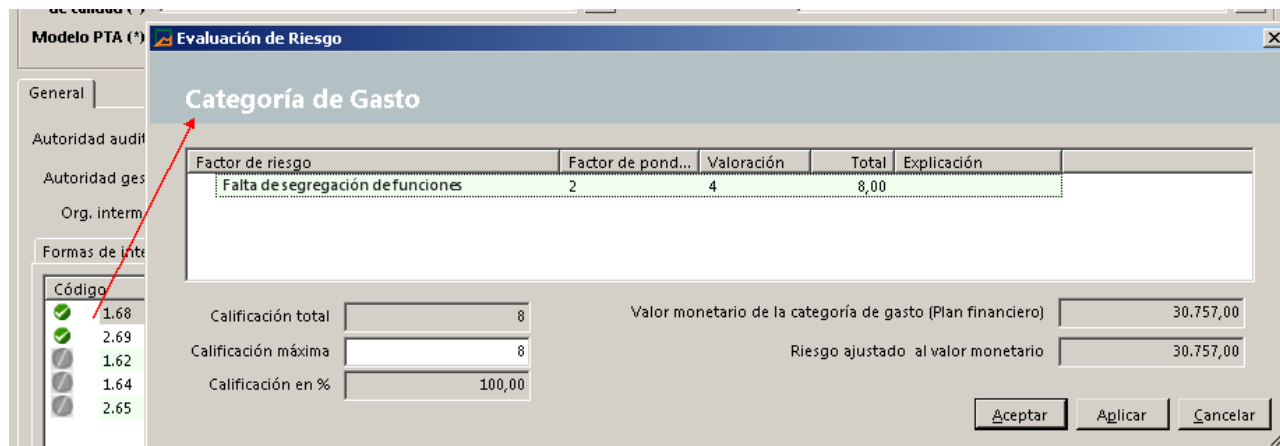 de calidad (*)
Modelo PTA (*)
Evaluación de Riesgo
General
Categoría de Gasto
Autoridad audit
Autoridad ges
Org. interm
Formas de inte
Factor de riesgo Factor de pond... Valoración Total Explicación
Falta de segregación de funciones 2 4 8,00
Código
1.68
2.69
1.62
1.64
2.65
Calificación total 8
Calificación máxima 8
Calificación en % 100,00
Valor monetario de la categoría de gasto (Plan financiero) 30.757,00
Riesgo ajustado al valor monetario 30.757,00
Aceptar Aplicar Cancelar